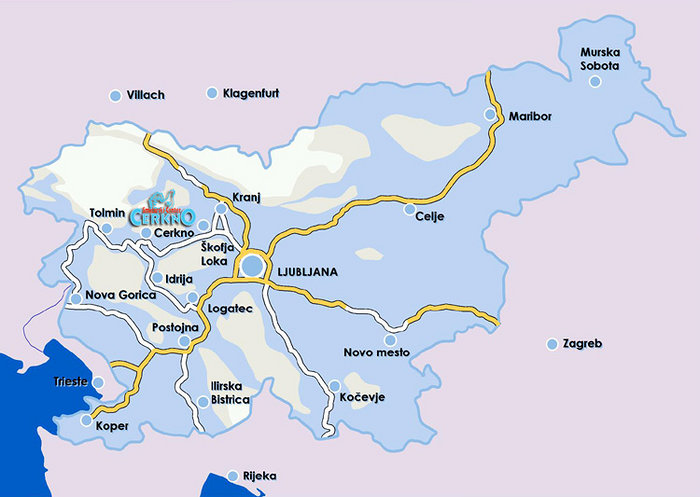 Murska
Sobota
Villach
Klagenfurt
Maribor
Kranj
Tolmin
CERKNO
Celje
Cerkno
Škofja
Loka
LJUBLJANA
Idrija
Nova Gorica
Logatec
Postojna
Novo mesto
Zagreb
Trieste
Ilirska
Bistrica
Kočevje
Koper
Rijeka